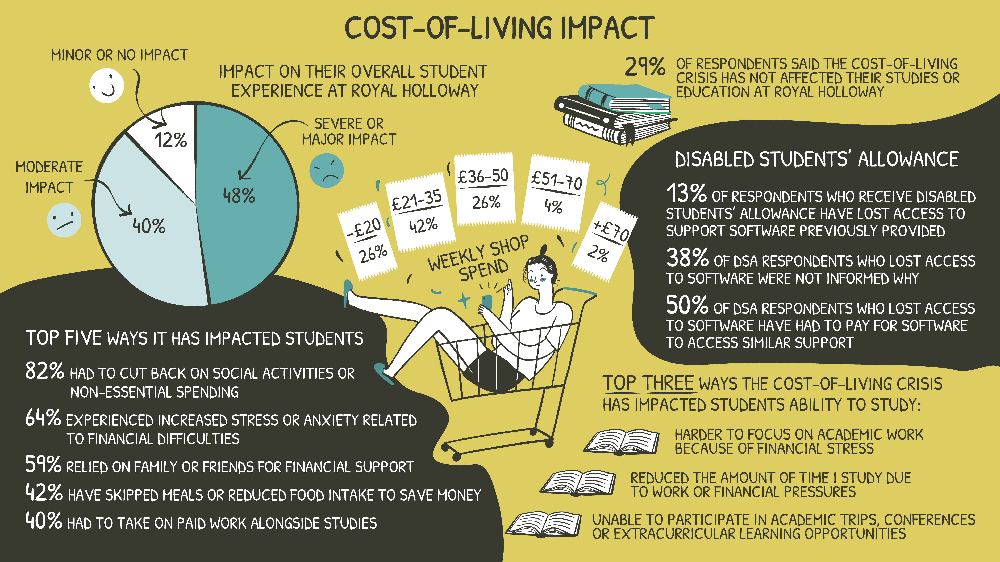 COST-OF-LIVING IMPACT
MINOR OR NO IMPACT
IMPACT ON THEIR OVERALL STUDENT
EXPERIENCE AT ROYAL HOLLOWAY
SEVERE OR
MAJOR IMPACT
12%
MODERATE
IMPACT
48%
40%
29% OF RESPONDENTS SAID THE COST-OF-LIVING
CRISIS HAS NOT AFFECTED THEIR STUDIES OR
EDUCATION AT ROYAL HOLLOWAY
-£20
26%
£21-35
42%
£36-50
26%
£51-70
4%
+£70
2%
WEEKLY SHOP
SPEND
DISABLED STUDENTS' ALLOWANCE
13% OF RESPONDENTS WHO RECEIVE DISABLED
STUDENTS' ALLOWANCE HAVE LOST ACCESS TO
SUPPORT SOFTWARE PREVIOUSLY PROVIDED
38% OF DSA RESPONDENTS WHO LOST ACCESS
TO SOFTWARE WERE NOT INFORMED WHY
50% OF DSA RESPONDENTS WHO LOST ACCESS
TO SOFTWARE HAVE HAD TO PAY FOR SOFTWARE
TO ACCESS SIMILAR SUPPORT
TOP FIVE WAYS IT HAS IMPACTED STUDENTS
82% HAD TO CUT BACK ON SOCIAL ACTIVITIES OR
NON-ESSENTIAL SPENDING
64% EXPERIENCED INCREASED STRESS OR ANXIETY RELATED
TO FINANCIAL DIFFICULTIES
59% RELIED ON FAMILY OR FRIENDS FOR FINANCIAL SUPPORT
42% HAVE SKIPPED MEALS OR REDUCED FOOD INTAKE TO SAVE MONEY
40% HAD TO TAKE ON PAID WORK ALONGSIDE STUDIES
TOP THREE WAYS THE COST-OF-LIVING CRISIS
HAS IMPACTED STUDENTS ABILITY TO STUDY:
HARDER TO FOCUS ON ACADEMIC WORK
BECAUSE OF FINANCIAL STRESS
REDUCED THE AMOUNT OF TIME I STUDY DUE
TO WORK OR FINANCIAL PRESSURES
UNABLE TO PARTICIPATE IN ACADEMIC TRIPS, CONFERENCES
OR EXTRACURRICULAR LEARNING OPPORTUNITIES